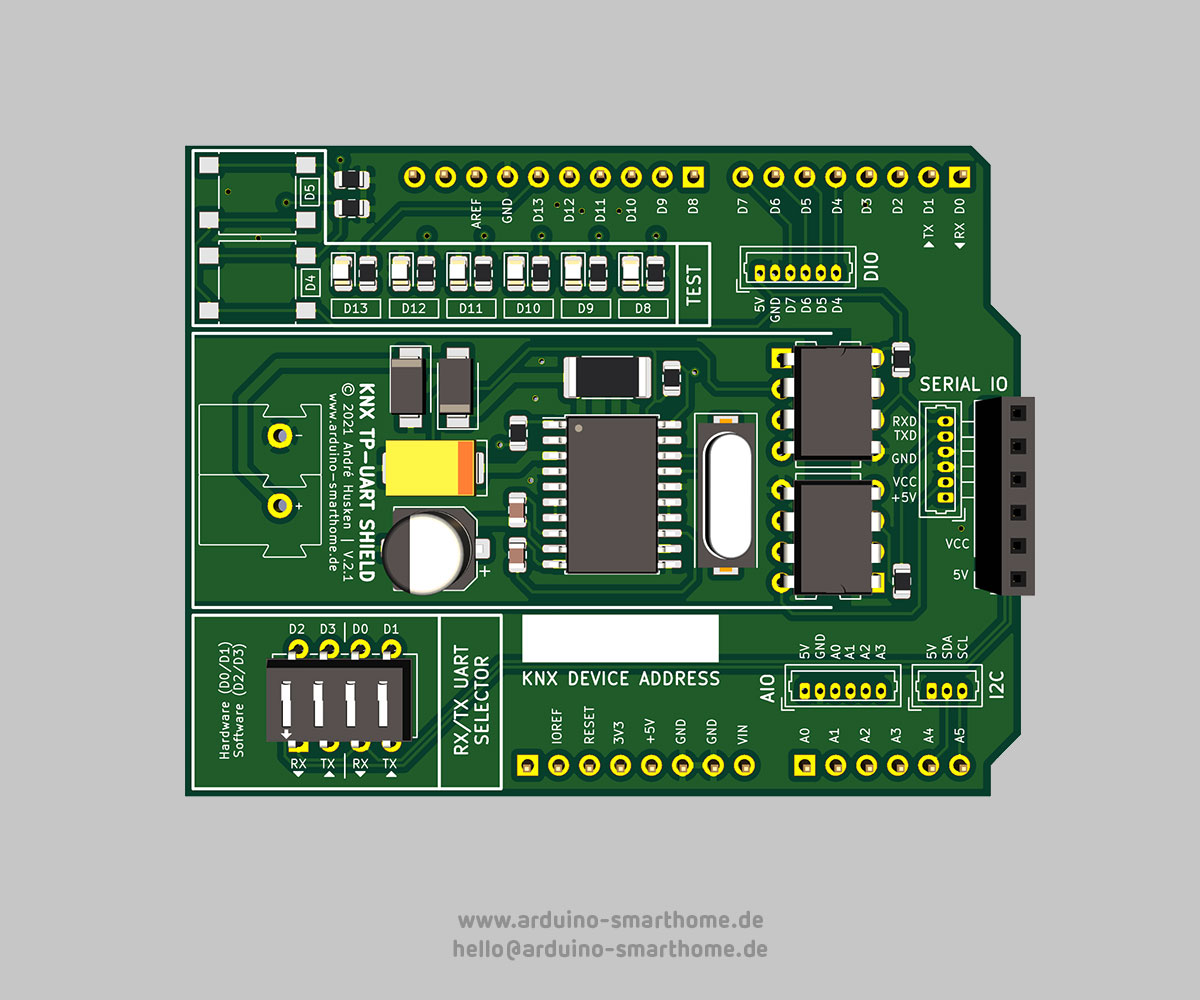 D5
D4
AREF
GND
D13
D12
D11
D10
D9
D8
D7
D6
D5
D4
D3
D2
D1
D0
TX
RX
D13
D12
D11
D10
D9
D8
TEST
DIO
5V
GND
D7
D6
D5
D4
KNX TP-UART SHIELD
© 2021 André Husken | V.2.1
www.arduino-smarthome.de
-
+
+
SERIAL IO
RXD
TXD
GND
VCC
+5V
VCC
5V
D2
D3
D0
D1
Hardware (D0/D1)
Software (D2/D3)
RX
TX
RX
TX
RX/TX UART
SELECTOR
KNX DEVICE ADDRESS
IOREF
RESET
3V3
+5V
GND
GND
VIN
AIO
5V
GND
A0
A1
A2
A3
5V
SDA
SCL
I2C
A0
A1
A2
A3
A4
A5
www.arduino-smarthome.de
hello@arduino-smarthome.de